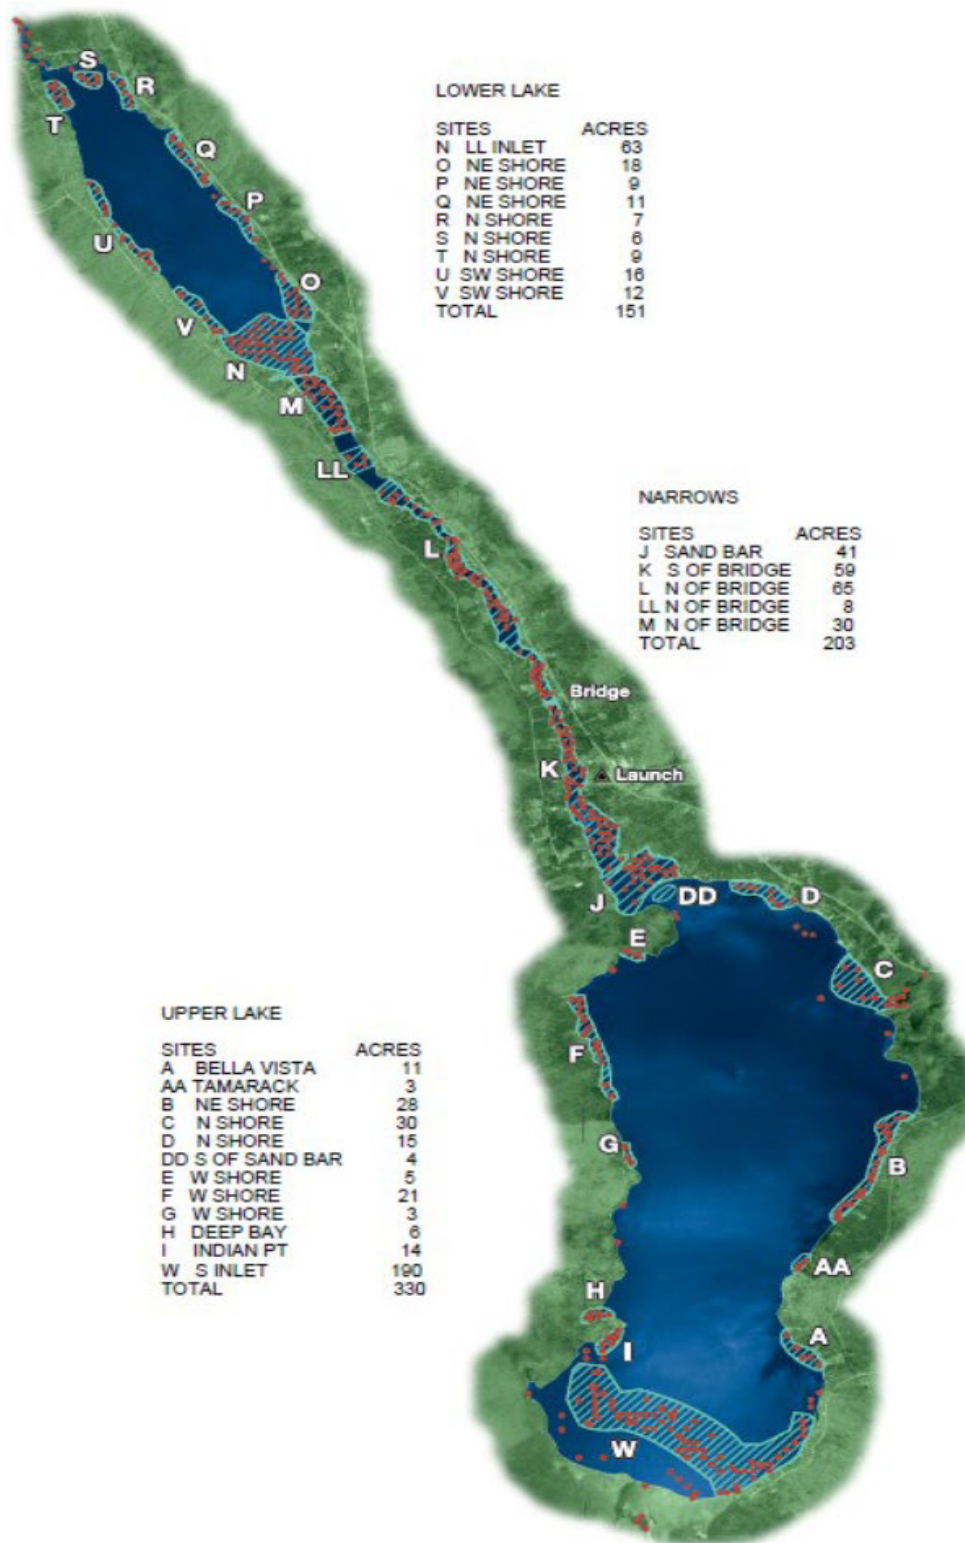 S
R
T
Q
P
U
O
V
N
M
LL
L
LOWER LAKE
SITES ACRES
N LL INLET 63
O NE SHORE 18
P NE SHORE 9
Q NE SHORE 11
R N SHORE 7
S N SHORE 6
T N SHORE 9
U SW SHORE 16
V SW SHORE 12
TOTAL 151
NARROWS
SITES ACRES
J SAND BAR 41
K S OF BRIDGE 59
L N OF BRIDGE 65
LL N OF BRIDGE 8
M N OF BRIDGE 30
TOTAL 203
Bridge
K
Launch
J
DD
D
E
C
F
G
B
AA
H
A
I
W
UPPER LAKE
SITES ACRES
A BELLA VISTA 11
AA TAMARACK 3
B NE SHORE 28
C N SHORE 30
D N SHORE 15
DD S OF SAND BAR 4
E W SHORE 5
F W SHORE 21
G W SHORE 3
H DEEP BAY 6
I INDIAN PT 14
W S INLET 190
TOTAL 330